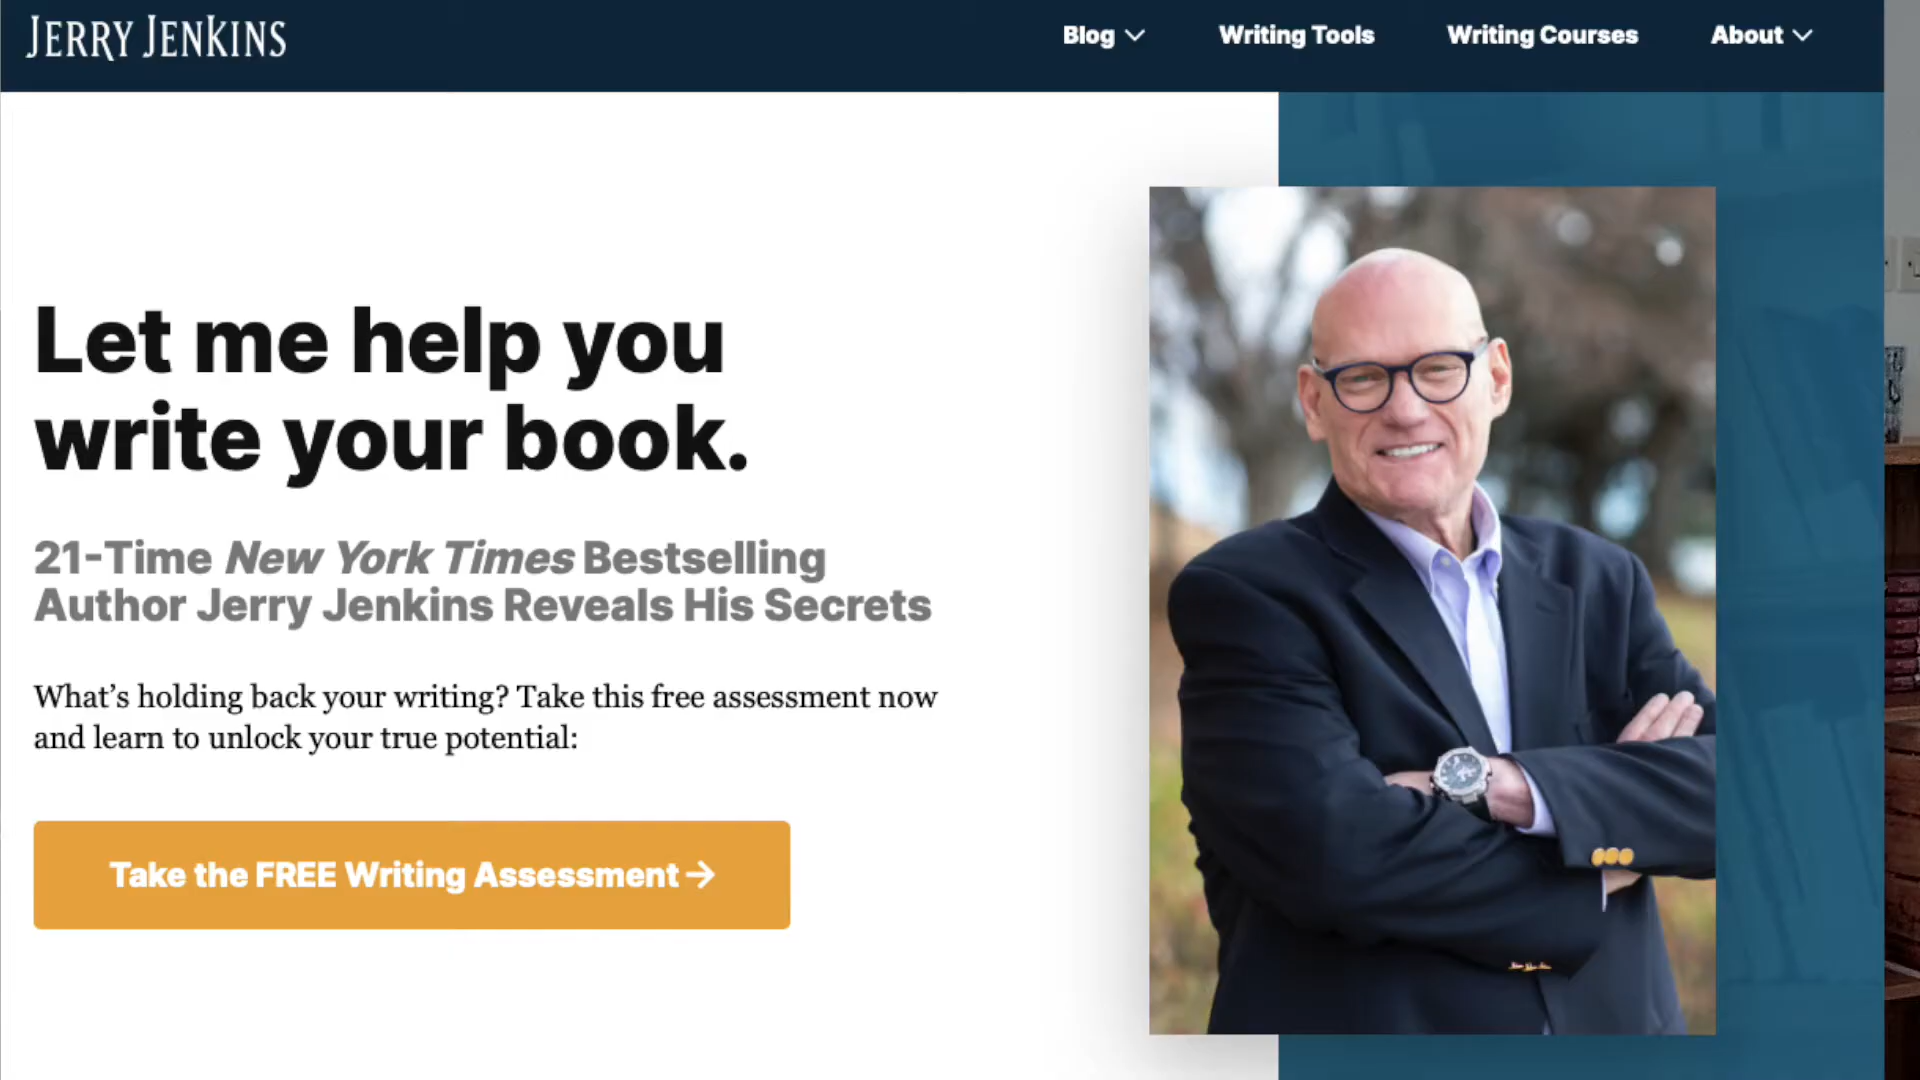 JERRY JENKINS
Blog
Writing Tools
Writing Courses
About
Let me help you
write your book.
21-Time New York Times Bestselling
Author Jerry Jenkins Reveals His Secrets
What’s holding back your writing? Take this free assessment now
and learn to unlock your true potential:
Take the FREE Writing Assessment→